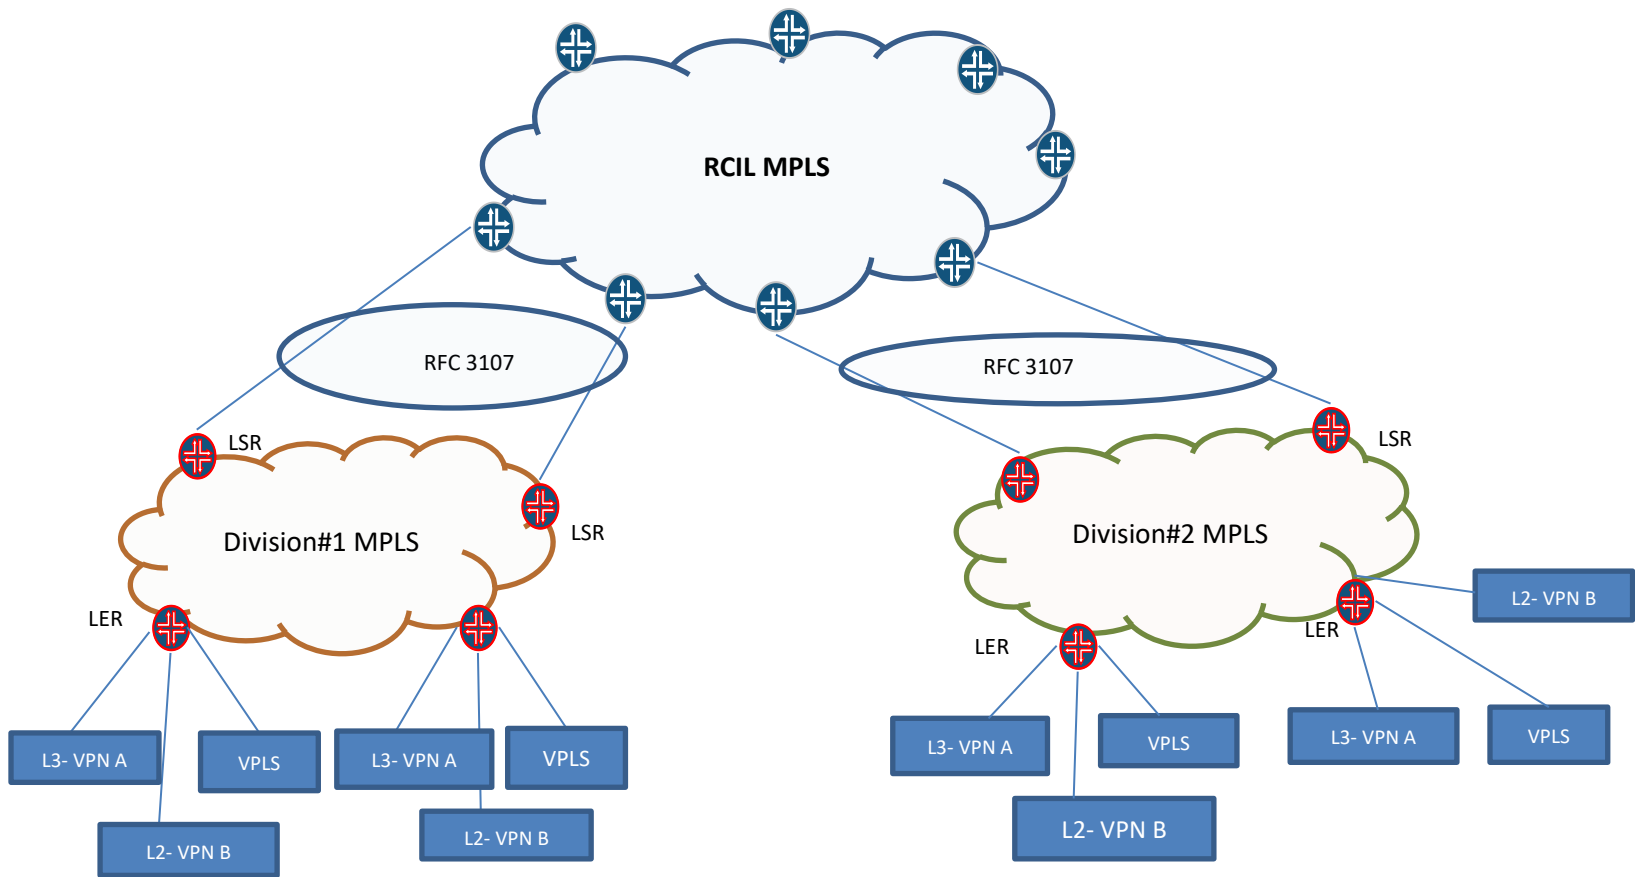 RCIL MPLS
RFC 3107
RFC 3107
LSR
LSR
LSR
Division#1 MPLS
Division#2 MPLS
LER
LER
LER
L2- VPN B
L3- VPN A
VPLS
L3- VPN A
VPLS
L3- VPN A
VPLS
L3- VPN A
VPLS
L2- VPN B
L2- VPN B
L2- VPN B